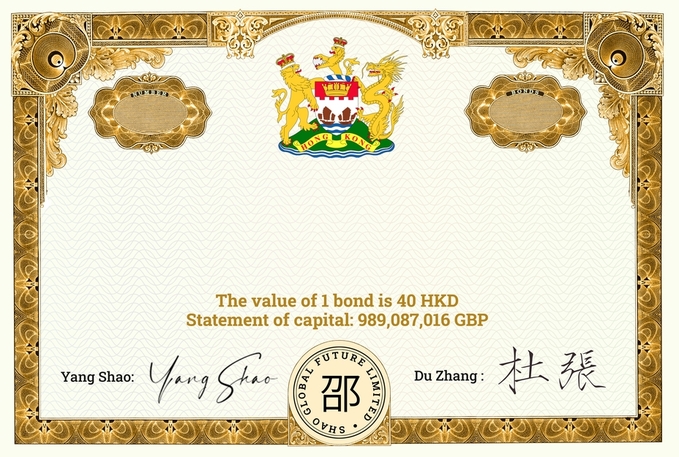 NUMBER
BONDS
HONG KONG
The value of 1 bond is 40 HKD
Statement of capital: 989,087,016 GBP
Yang Shao:
Yang Shao
SHAO GLOBAL FUTURE LIMITED •
邵
Du Zhang :
杜 張